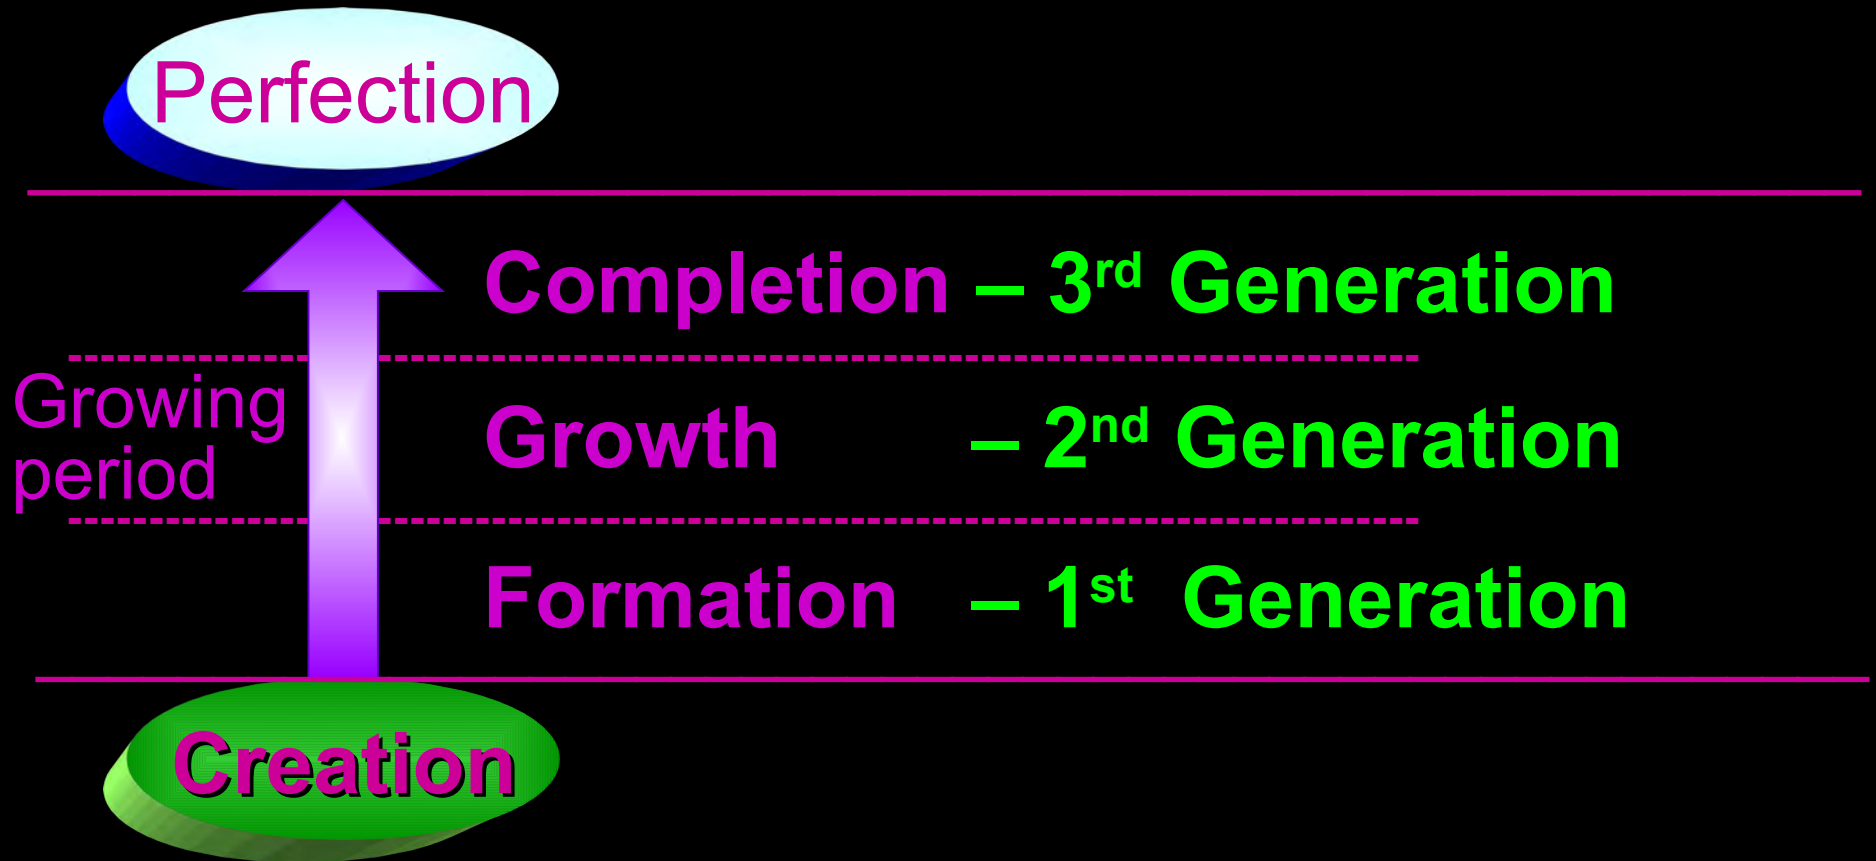 Perfection
Completion – 3rd Generation
Growing
period
Growth – 2nd Generation
Formation – 1st Generation
Creation